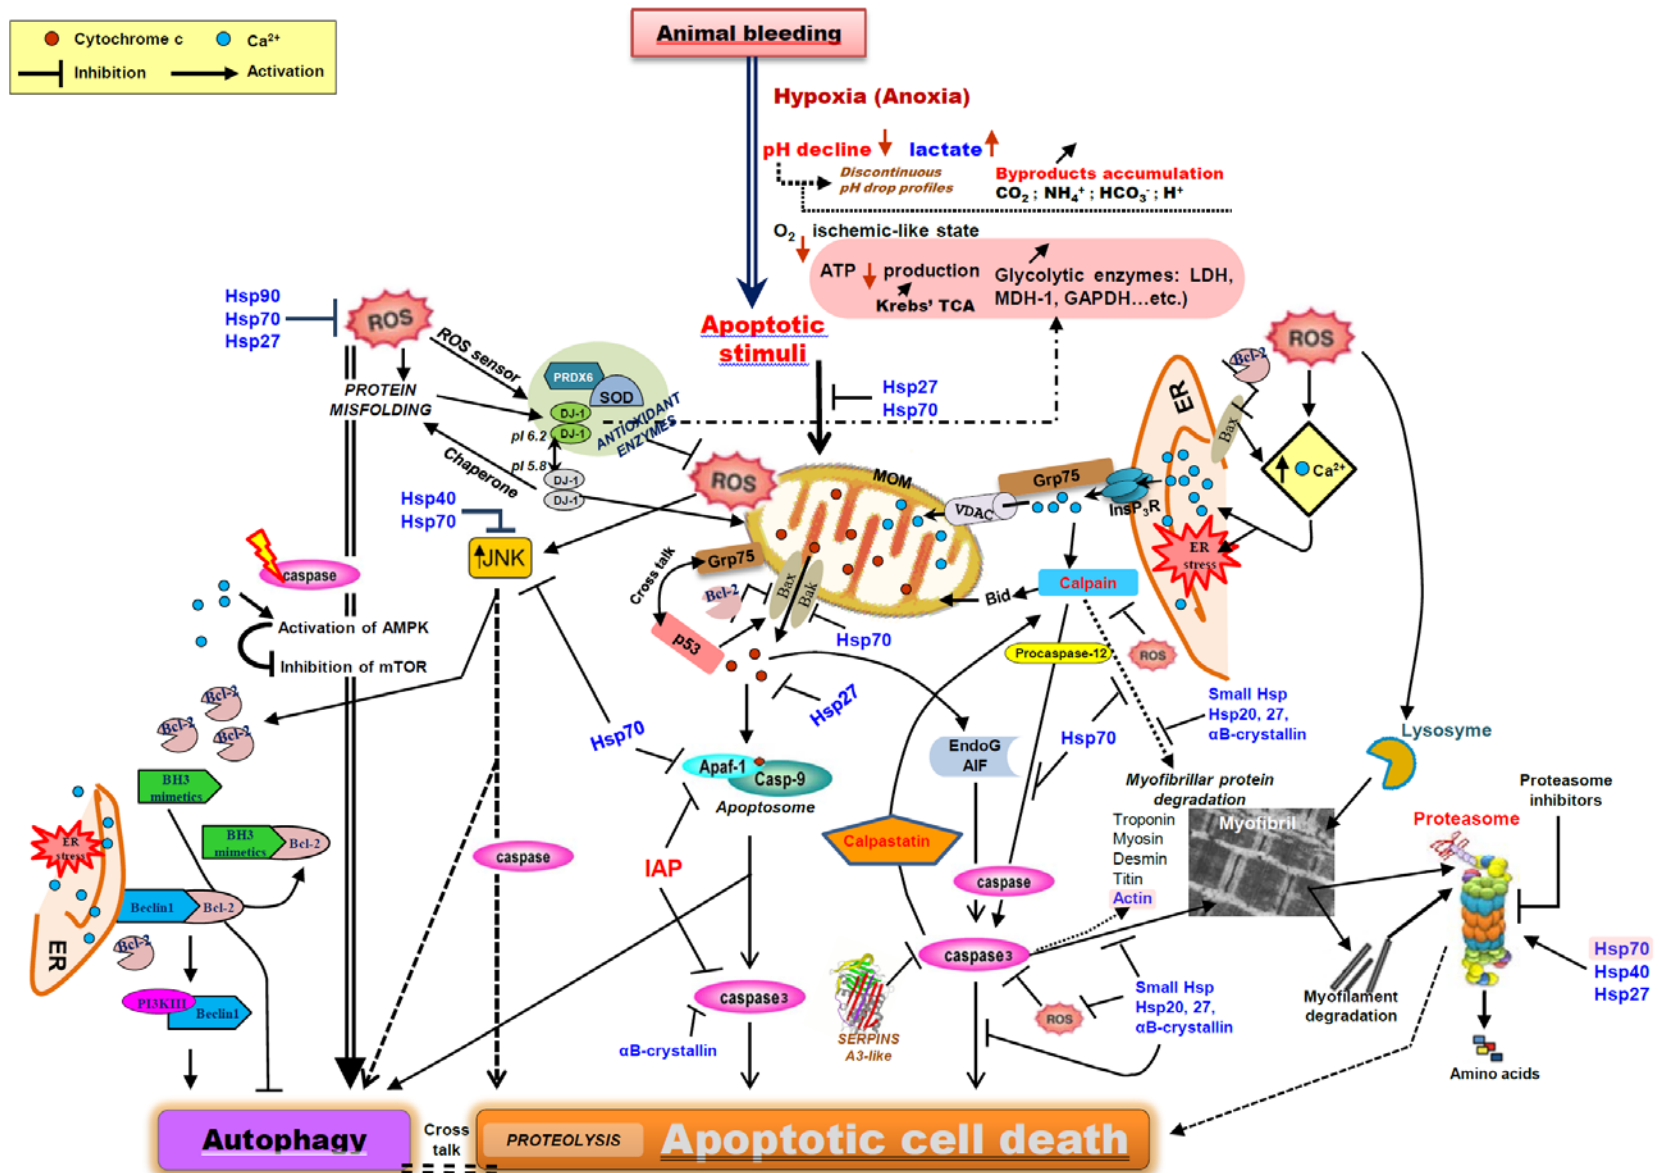 Cytochrome c
Ca²⁺
Inhibition
Activation
Animal bleeding
Hypoxia (Anoxia)
pH decline
lactate
Discontinuous
pH drop profiles
Byproducts accumulation
CO₂ ; NH₄⁺ ; HCO₃⁻ ; H⁺
O₂
ischemic-like state
ATP
production
Krebs' TCA
Glycolytic enzymes: LDH,
MDH-1, GAPDH…etc.)
Apoptotic
stimuli
Hsp27
Hsp70
Hsp90
Hsp70
Hsp27
ROS
ROS sensor
PROTEIN
MISFOLDING
PRDX6
SOD
DJ-1
DJ-1
ANTIOXIDANT
ENZYMES
pI 6.2
pI 5.8
DJ-1
DJ-1
Chaperone
Hsp40
Hsp70
JNK
ROS
MOM
VDAC
Grp75
InsP₃R
ER
Bcl-2
Bax
ROS
Ca²⁺
ER
stress
caspase
Activation of AMPK
Inhibition of mTOR
Cross talk
Grp75
Bcl-2
Bax
Bak
p53
Hsp70
Hsp27
Bid
Calpain
Procaspase-12
ROS
Small Hsp
Hsp20, 27,
αB-crystallin
Hsp70
Lysosyme
Bcl-2
Bcl-2
Bcl-2
BH3
mimetics
BH3
mimetics
Bcl-2
ER
stress
Beclin1
Bcl-2
Bcl-2
ER
PI3KIII
Beclin1
Hsp70
Apaf-1
Casp-9
Apoptosome
EndoG
AIF
Calpastatin
caspase
IAP
caspase
Myofibrillar protein
degradation
Troponin
Myosin
Desmin
Titin
Actin
Myofibril
Proteasome
inhibitors
Proteasome
caspase3
caspase3
SERPINS
A3-like
ROS
Small Hsp
Hsp20, 27,
αB-crystallin
αB-crystallin
Myofilament
degradation
Hsp70
Hsp40
Hsp27
Amino acids
Autophagy
Cross
talk
PROTEOLYSIS
Apoptotic cell death